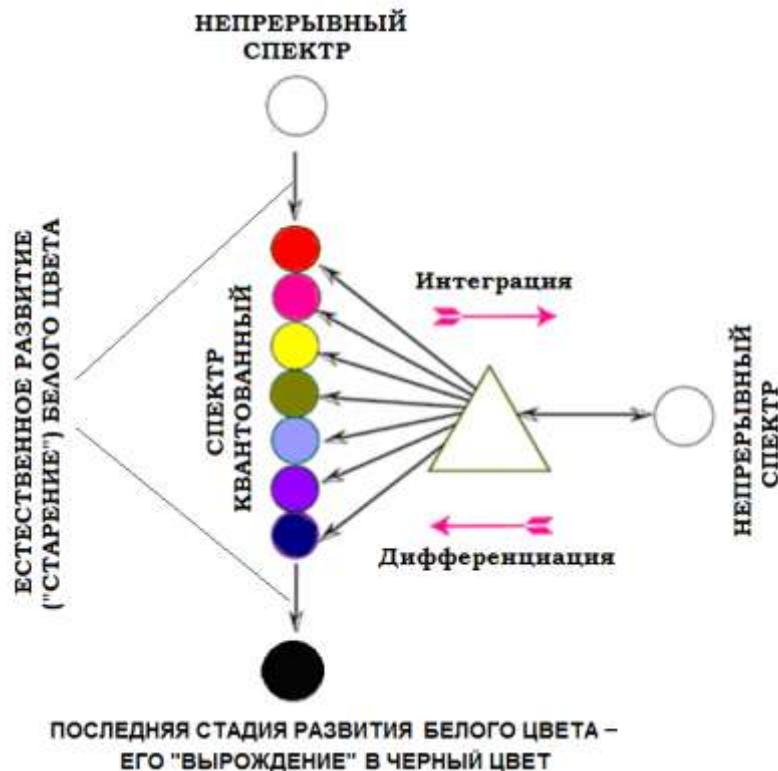 НЕПРЕРЫВНЫЙ
СПЕКТР
ЕСТЕСТВЕННОЕ РАЗВИТИЕ
("СТАРЕНИЕ") БЕЛОГО ЦВЕТА
СПЕКТР
КВАНТОВАННЫЙ
Интеграция
Дифференциация
НЕПРЕРЫВНЫЙ
СПЕКТР
ПОСЛЕДНЯЯ СТАДИЯ РАЗВИТИЯ БЕЛОГО ЦВЕТА –
ЕГО "ВЫРОЖДЕНИЕ" В ЧЕРНЫЙ ЦВЕТ